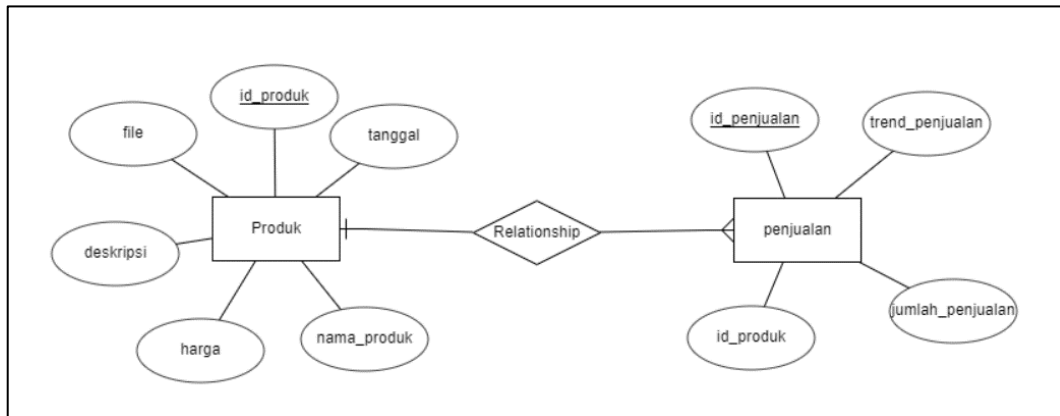 id_produk
file
tanggal
Produk
deskripsi
harga
nama_produk
Relationship
id_penjualan
trend_penjualan
penjualan
id_produk
jumlah_penjualan